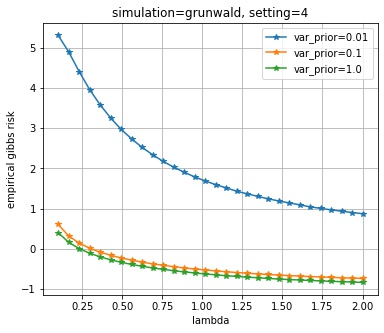 simulation=grunwald, setting=4
var_prior=0.01
var_prior=0.1
var_prior=1.0
empirical gibbs risk
5
4
3
2
1
0
−1
0.25 0.50 0.75 1.00 1.25 1.50 1.75 2.00
lambda